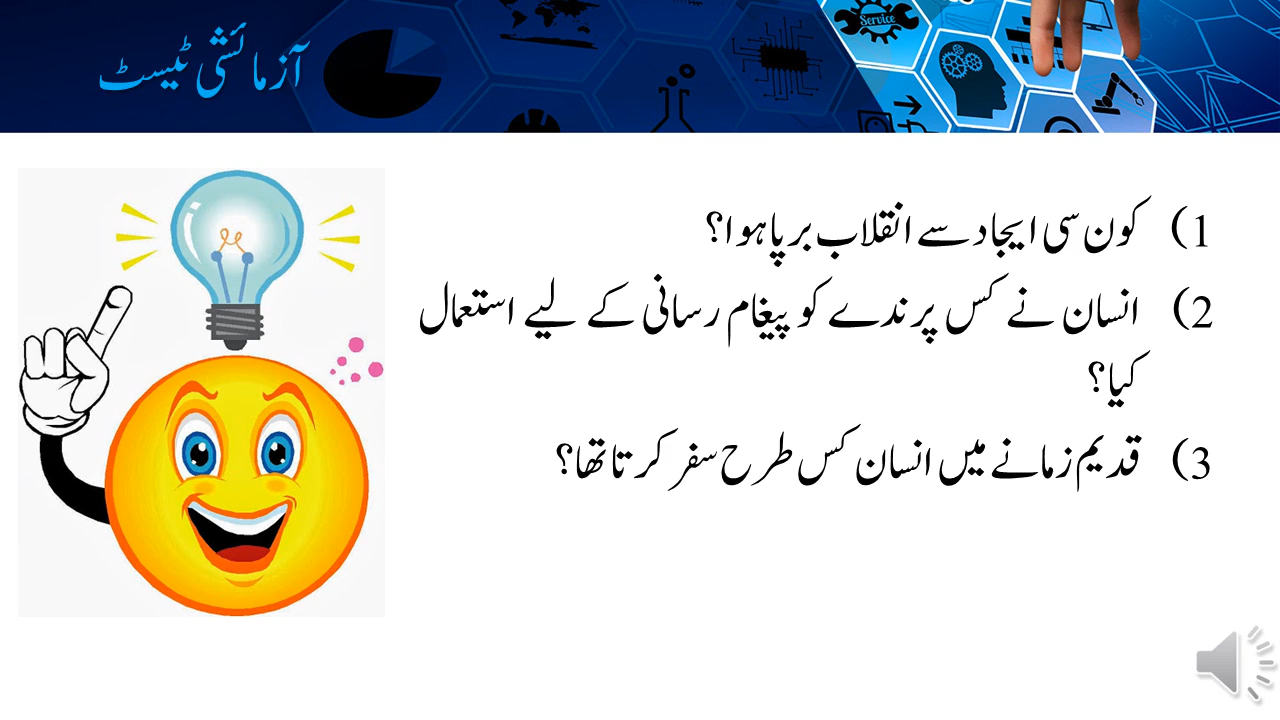 آزمائشی ٹیسٹ
Service
1) کون سی ایجاد سے انقلاب برپا ہوا؟
2) انسان نے کس پرندے کو پیغام رسانی کے لیے استعمال
کیا؟
3) قدیم زمانے میں انسان کس طرح سفر کرتا تھا؟